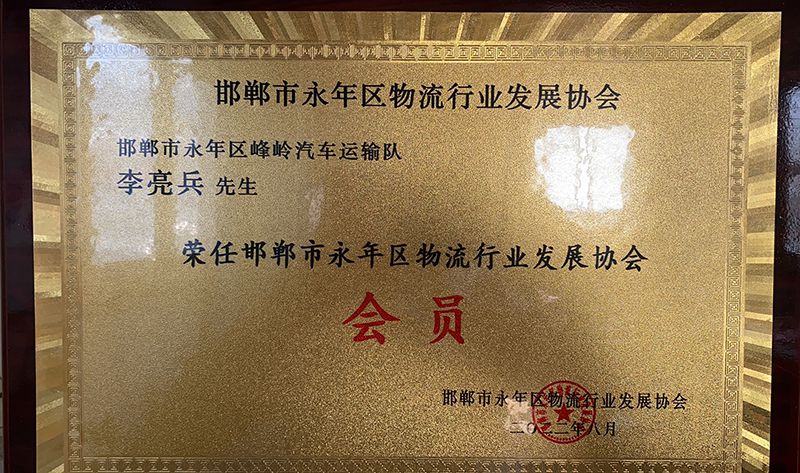 邯郸市永年区物流行业发展协会
邯郸市永年区峰岭汽车运输队
李亮兵 先生
荣任邯郸市永年区物流行业发展协会
会员
邯郸市永年区物流行业发展协会
二〇二二年八月